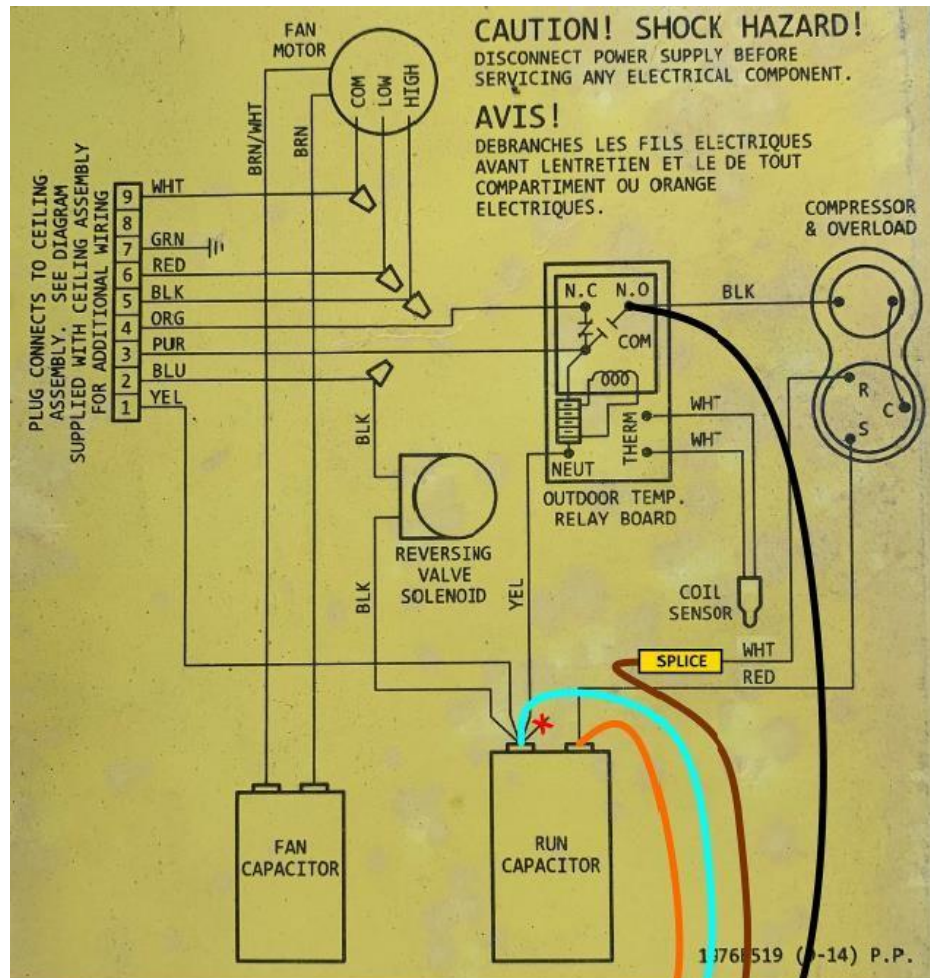 CAUTION! SHOCK HAZARD!
DISCONNECT POWER SUPPLY BEFORE
SERVICING ANY ELECTRICAL COMPONENT.
AVIS!
DEBRANCHES LES FILS ELECTRIQUES
AVANT LENTRETIEN ET LE DE TOUT
COMPARTIMENT OU ORANGE
ELECTRIQUES.
FAN
MOTOR
COM
LOW
HIGH
BRN/WHT
BRN
PLUG CONNECTS TO CEILING
ASSEMBLY. SEE DIAGRAM
SUPPLIED WITH CEILING ASSEMBLY
FOR ADDITIONAL WIRING
9 WHT
8
7 GRN
6 RED
5 BLK
4 ORG
3 PUR
2 BLU
1 YEL
COMPRESSOR
& OVERLOAD
N.C N.O
COM
BLK
R
C
S
WHT
WHT
THERM
NEUT
OUTDOOR TEMP.
RELAY BOARD
BLK
REVERSING
VALVE
SOLENOID
BLK
YEL
COIL
SENSOR
SPLICE
WHT
RED
FAN
CAPACITOR
RUN
CAPACITOR
P.P.